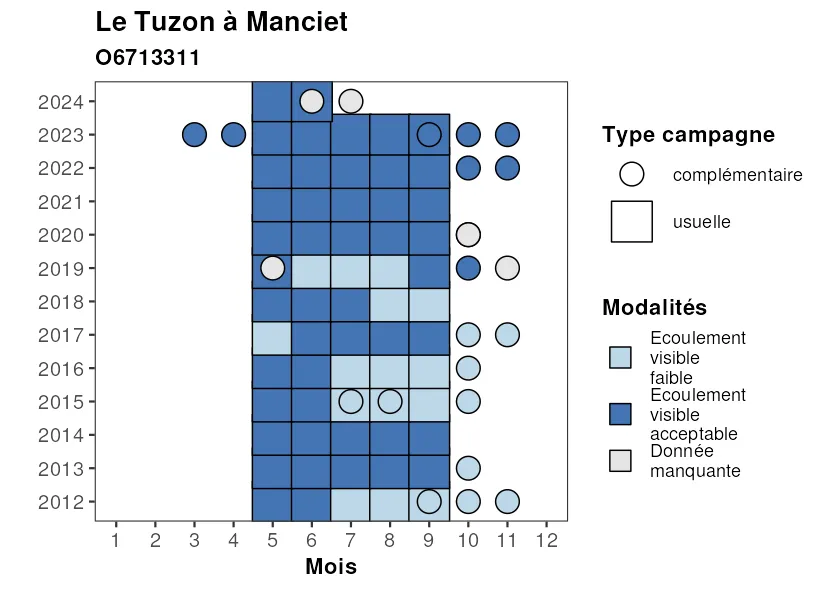 Le Tuzon à Manciet
O6713311
2024
2023
2022
2021
2020
2019
2018
2017
2016
2015
2014
2013
2012
1 2 3 4 5 6 7 8 9 10 11 12
Mois
Type campagne
complémentaire
usuelle
Modalités
Ecoulement
visible
faible
Ecoulement
visible
acceptable
Donnée
manquante